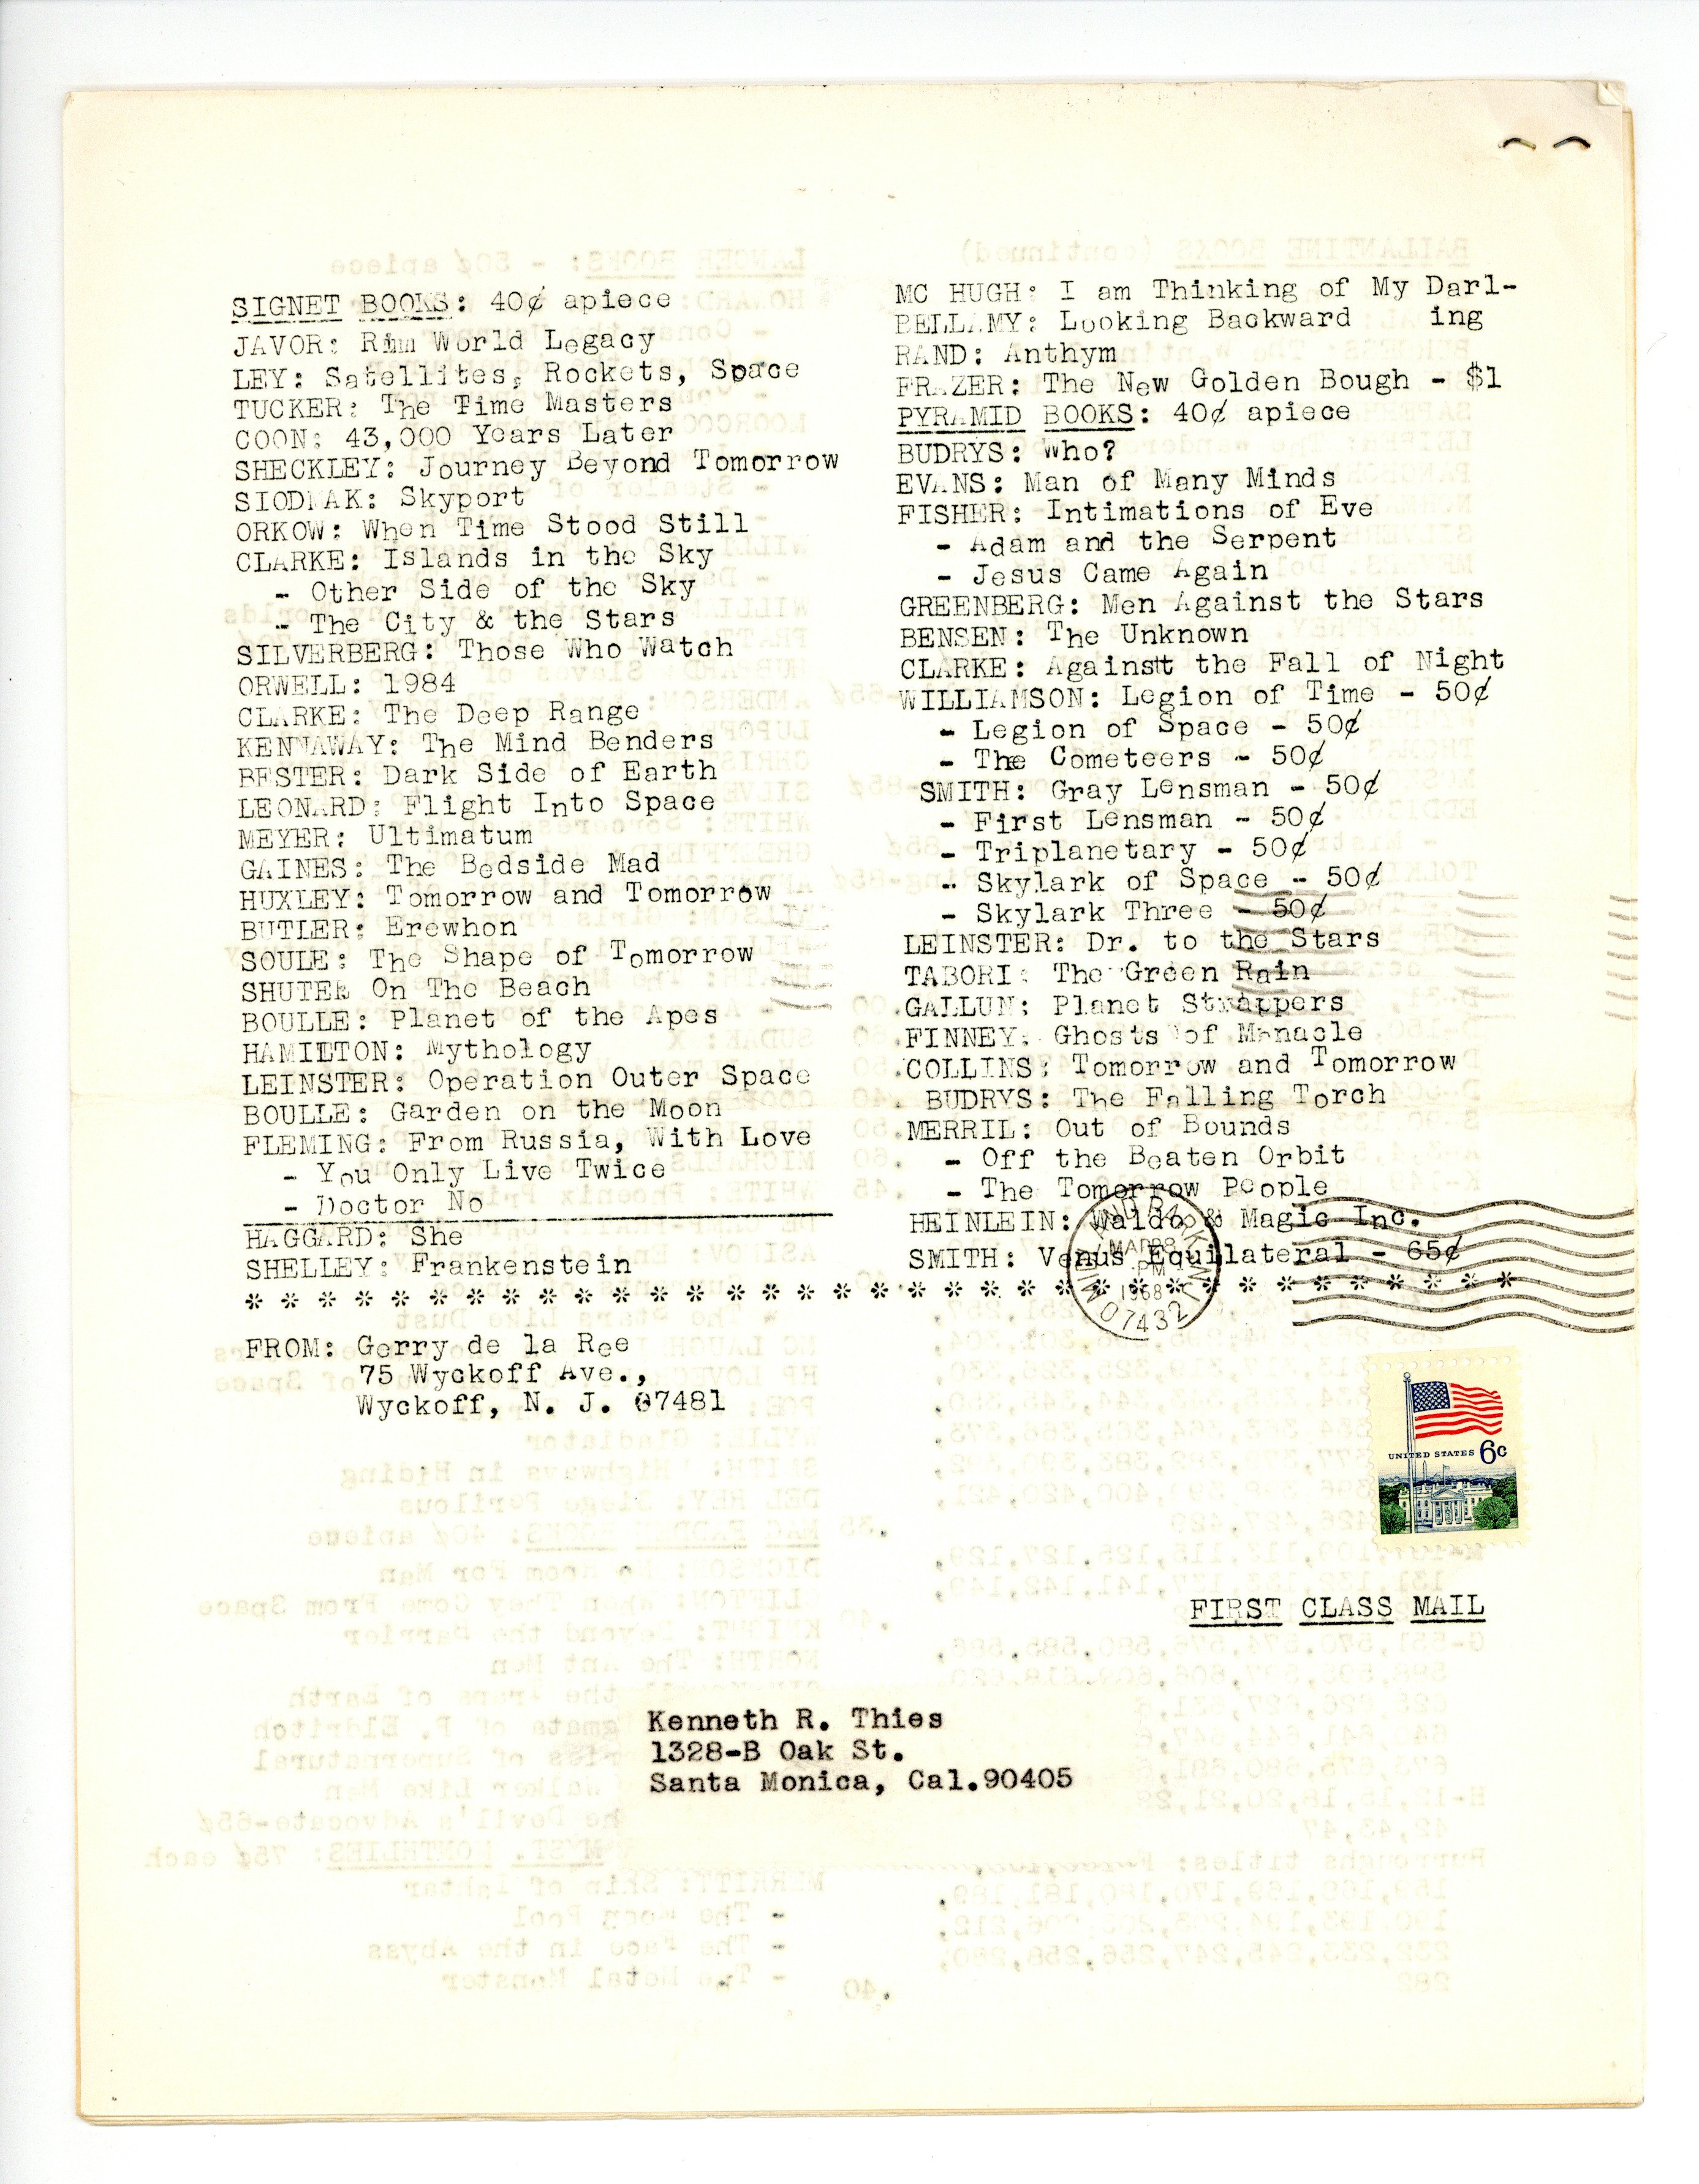 SIGNET BOOKS: 40¢ apiece
JAVOR: Rim World Legacy
LEY: Satellites, Rockets, Space
TUCKER: The Time Masters
COON: 43,000 Years Later
SHECKLEY: Journey Beyond Tomorrow
SIODMAK: Skyport
ORKOW: When Time Stood Still
CLARKE: Islands in the Sky
- Other Side of the Sky
- The City & the Stars
SILVERBERG: Those Who Watch
ORWELL: 1984
CLARKE: The Deep Range
KENNAWAY: The Mind Benders
BESTER: Dark Side of Earth
LEONARD: Flight Into Space
MEYER: Ultimatum
GAINES: The Bedside Mad
HUXLEY: Tomorrow and Tomorrow
BUTLER: Erewhon
SOULE: The Shape of Tomorrow
SHUTE: On The Beach
BOULLE: Planet of the Apes
HAMILTON: Mythology
LEINSTER: Operation Outer Space
BOULLE: Garden on the Moon
FLEMING: From Russia, With Love
- You Only Live Twice
- Doctor No
HAGGARD: She
SHELLEY: Frankenstein
MC HUGH: I am Thinking of My Darl-
BELLAMY: Looking Backward ing
RAND: Anthym
FRAZER: The New Golden Bough - $1
PYRAMID BOOKS: 40¢ apiece
BUDRYS: Who?
EVANS: Man of Many Minds
FISHER: Intimations of Eve
- Adam and the Serpent
- Jesus Came Again
GREENBERG: Men Against the Stars
BENSEN: The Unknown
CLARKE: Against the Fall of Night
WILLIAMSON: Legion of Time - 50¢
- Legion of Space - 50¢
- The Cometeers - 50¢
SMITH: Gray Lensman - 50¢
- First Lensman - 50¢
- Triplanetary - 50¢
- Skylark of Space - 50¢
- Skylark Three - 50¢
LEINSTER: Dr. to the Stars
TABORI: The Green Rain
GALLUN: Planet Strappers
FINNEY: Ghosts of Manacle
COLLINS: Tomorrow and Tomorrow
BUDRYS: The Falling Torch
MERRIL: Out of Bounds
- Off the Beaten Orbit
- The Tomorrow People
HEINLEIN: Waldo & Magic Inc.
SMITH: Venus Equilateral - 65¢
* * * * * * * * * * * * * * * * * * * * * * * * * * * * * * * * * * *
PM
1968
07432
FROM: Gerry de la Ree
75 Wyckoff Ave.,
Wyckoff, N. J. 07481
UNITED STATES 6c
FIRST CLASS MAIL
Kenneth R. Thies
1328-B Oak St.
Santa Monica, Cal.90405